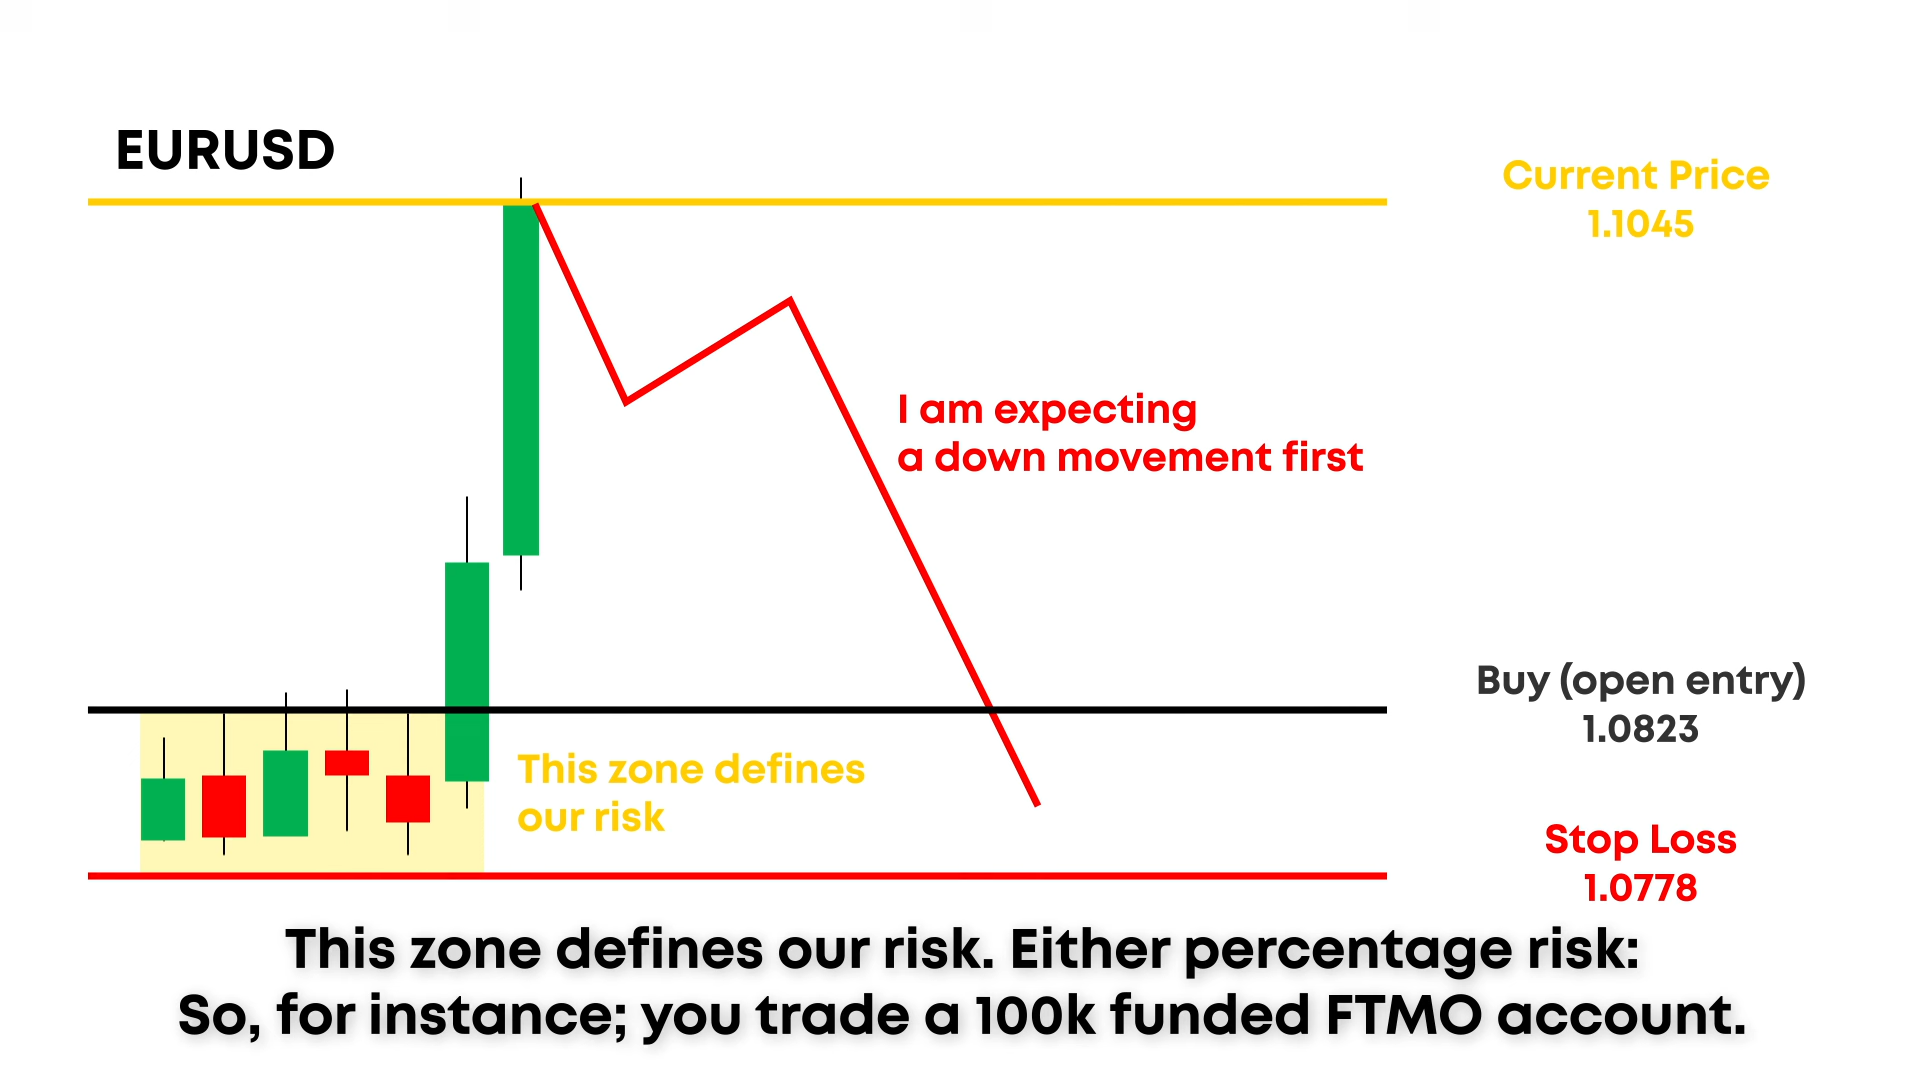 EURUSD
Current Price
1.1045
I am expecting
a down movement first
Buy (open entry)
1.0823
This zone defines
our risk
Stop Loss
1.0778
This zone defines our risk. Either percentage risk:
So, for instance; you trade a 100k funded FTMO account.